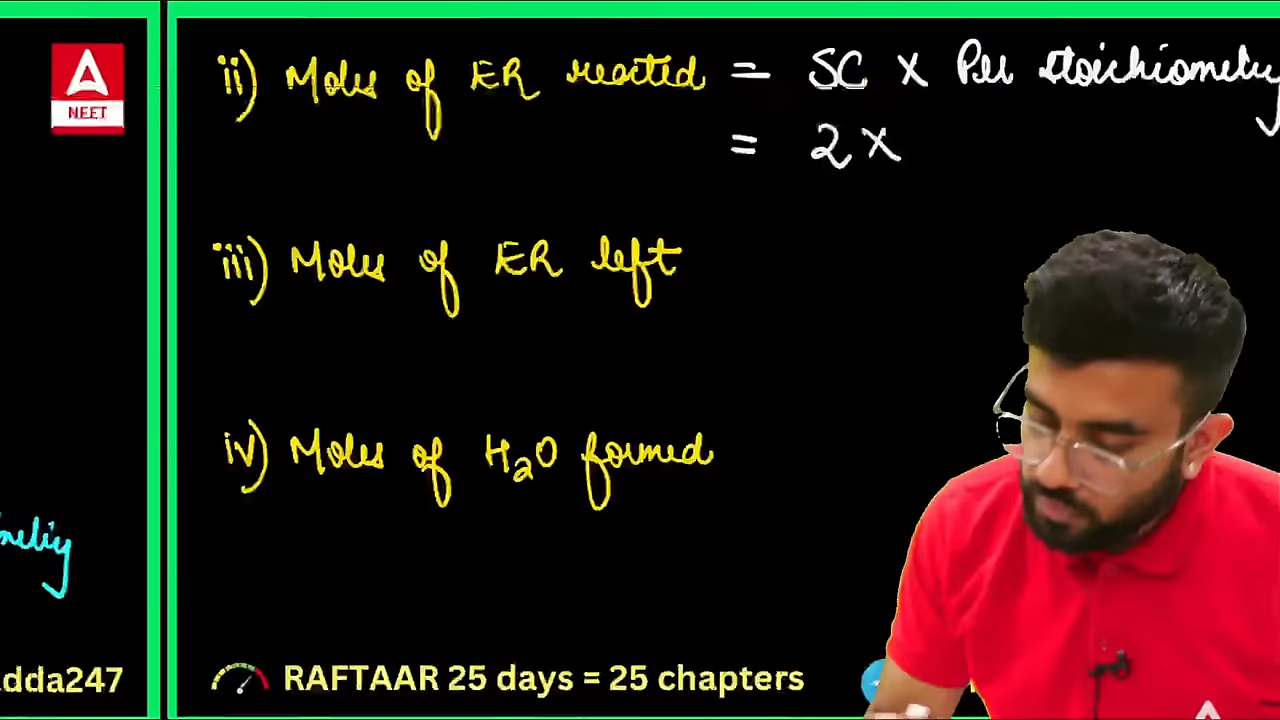 ii) Moles of ER reacted = SC x Per stoichiometry
= 2 x
iii) Moles of ER left
iv) Moles of H₂O formed
NEET
dda247
RAFTAAR 25 days = 25 chapters